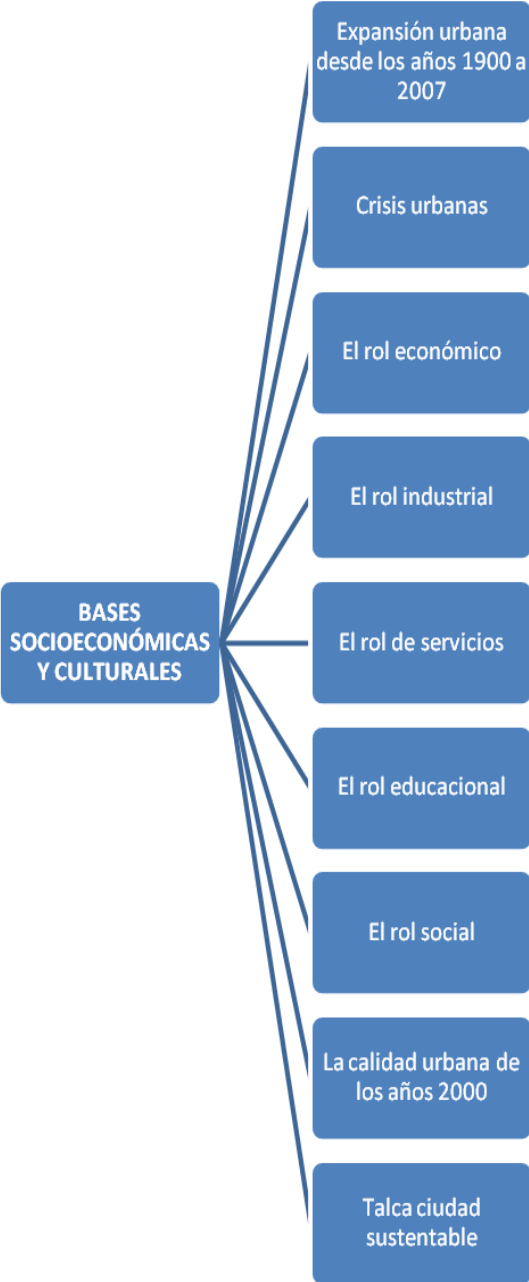 Expansión urbana
desde los años 1900 a
2007
Crisis urbanas
El rol económico
El rol industrial
BASES
SOCIOECONÓMICAS
Y CULTURALES
El rol de servicios
El rol educacional
El rol social
La calidad urbana de
los años 2000
Talca ciudad
sustentable